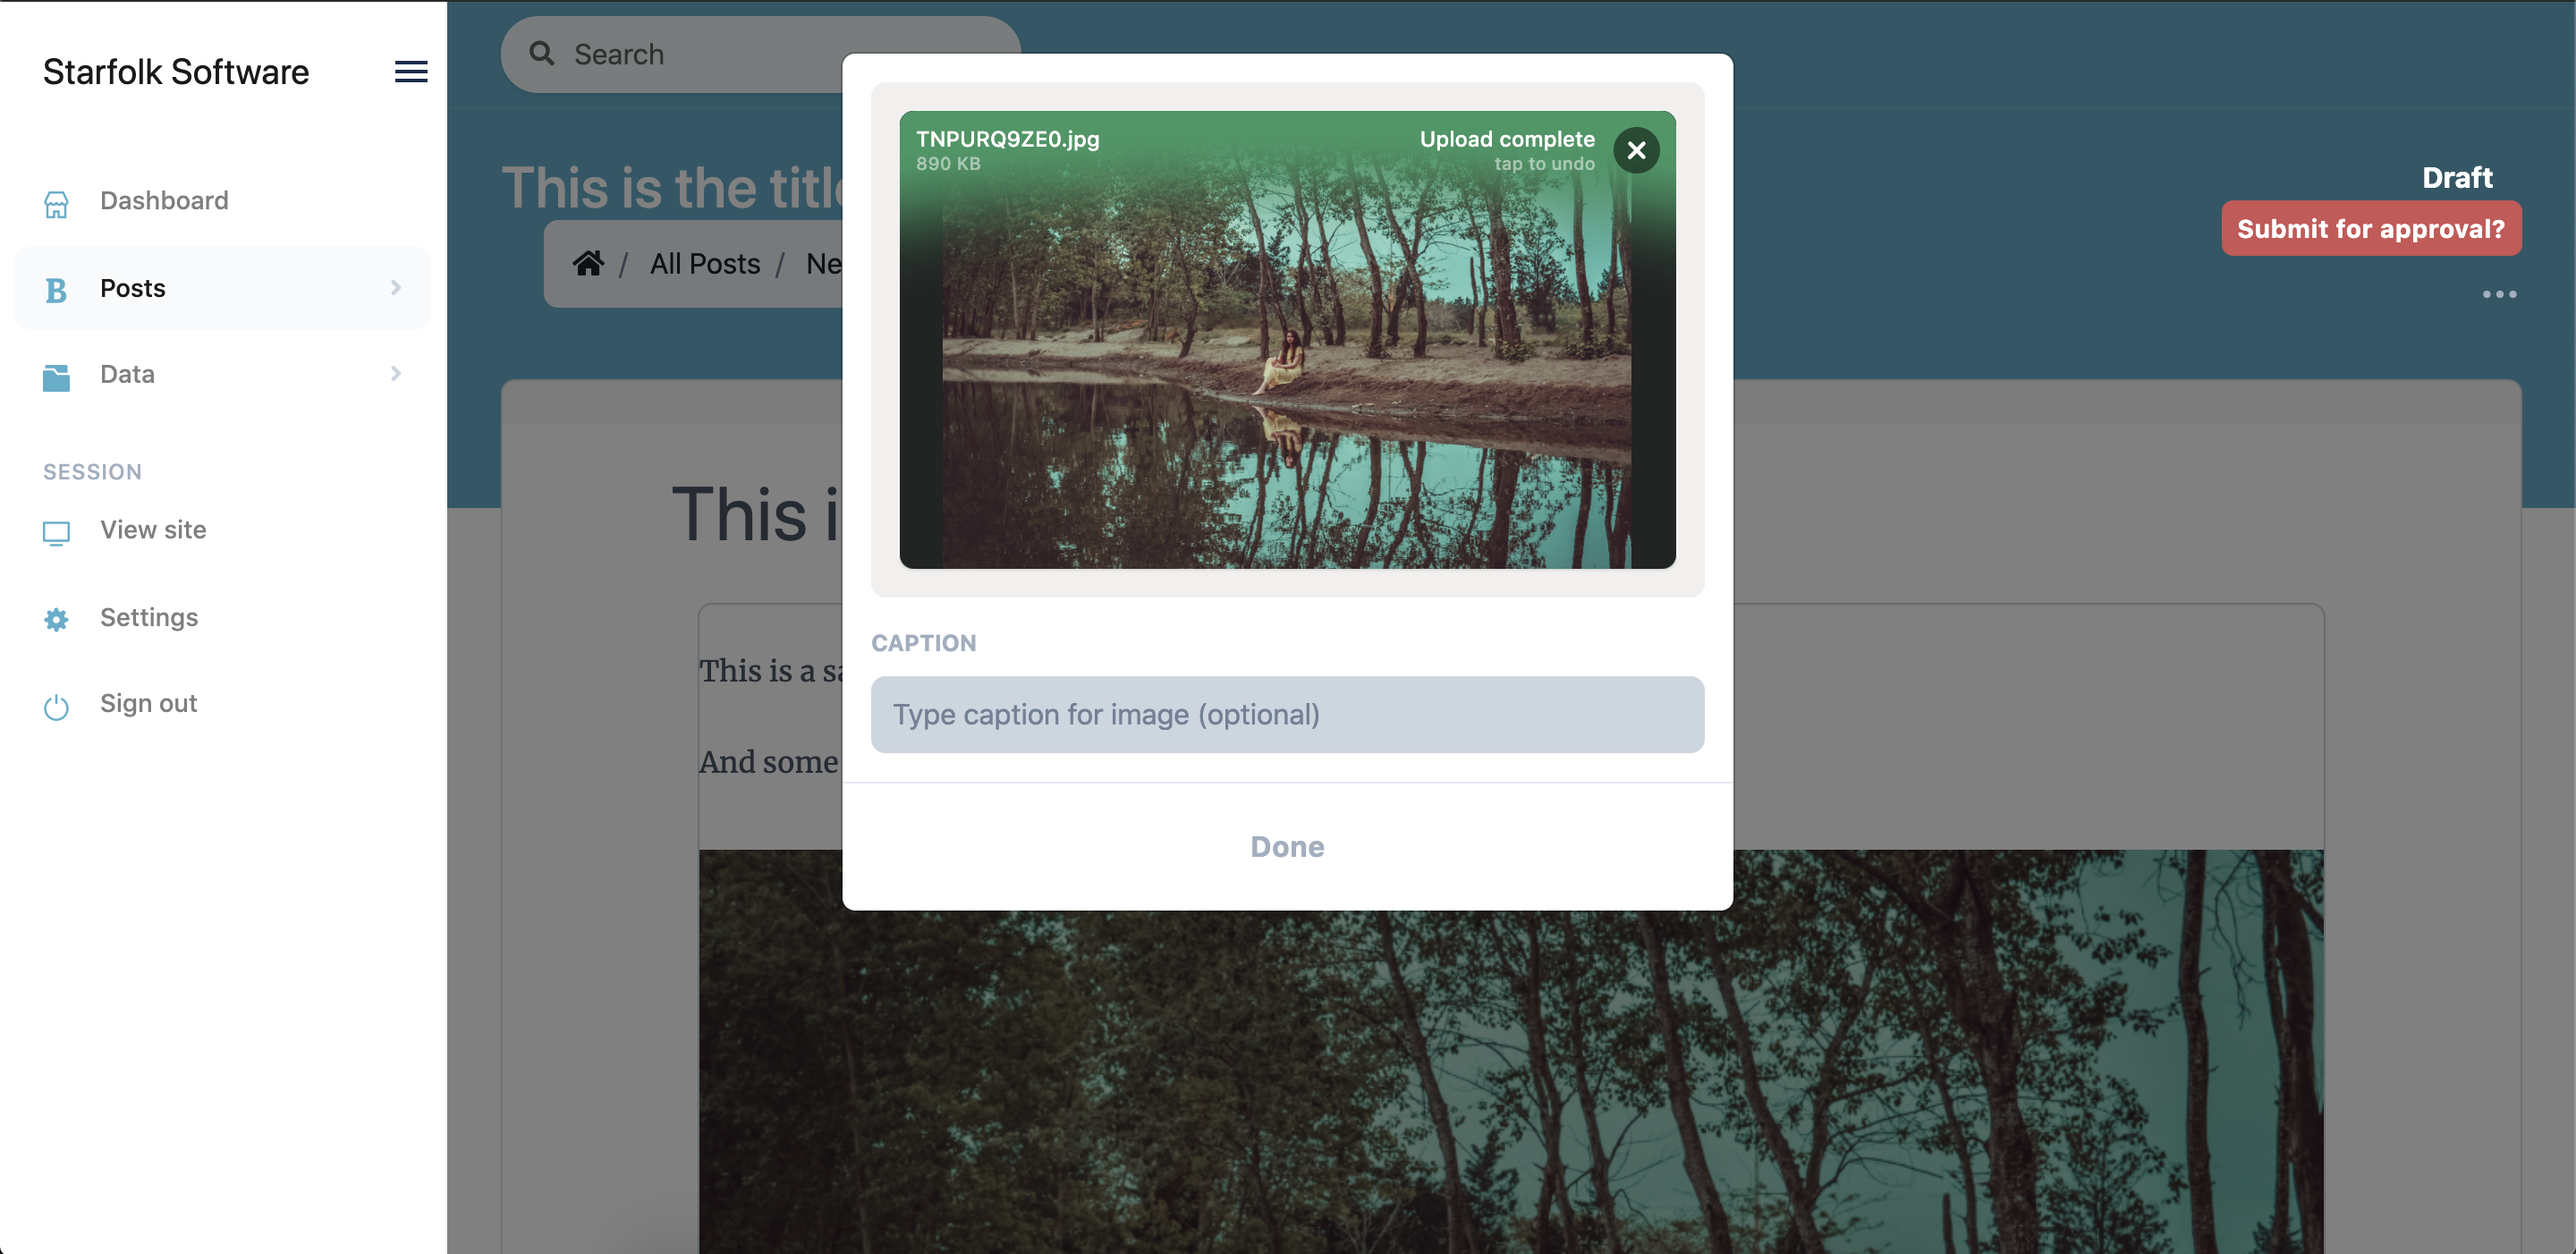 Starfolk Software
Dashboard
Posts
Data
SESSION
View site
Settings
Sign out
Search
This is the title
/ All Posts / Ne
Draft
Submit for approval?
This i
This is a sa
And some
TNPURQ9ZE0.jpg
890 KB
Upload complete
tap to undo
CAPTION
Type caption for image (optional)
Done